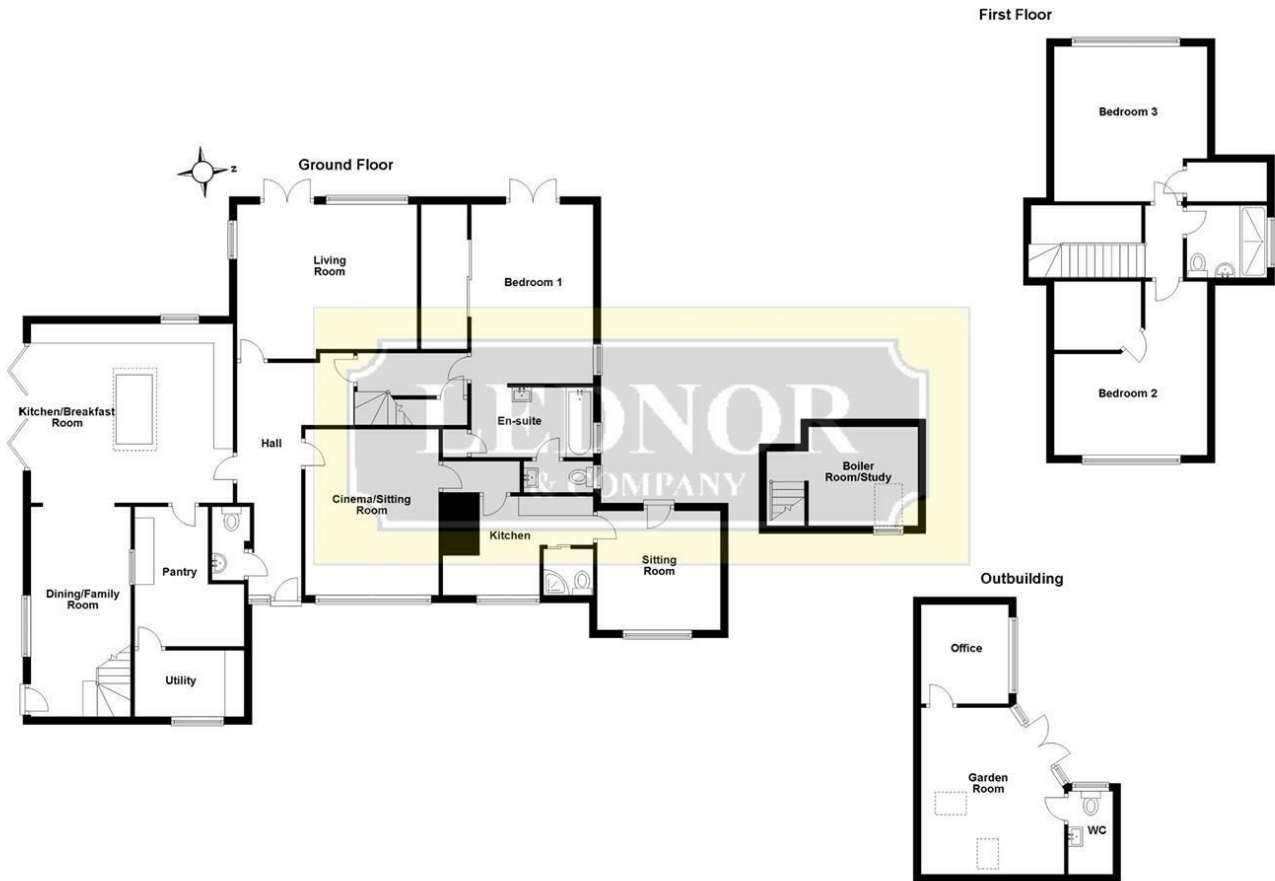 First Floor
Bedroom 3
Bedroom 2
Ground Floor
Z
Living
Room
Bedroom 1
Kitchen/Breakfast
Room
Hall
En-suite
Cinema/Sitting
Room
Kitchen
Sitting
Room
Pantry
Dining/Family
Room
Utility
LEDNOR
& COMPANY
Boiler
Room/Study
Outbuilding
Office
Garden
Room
WC